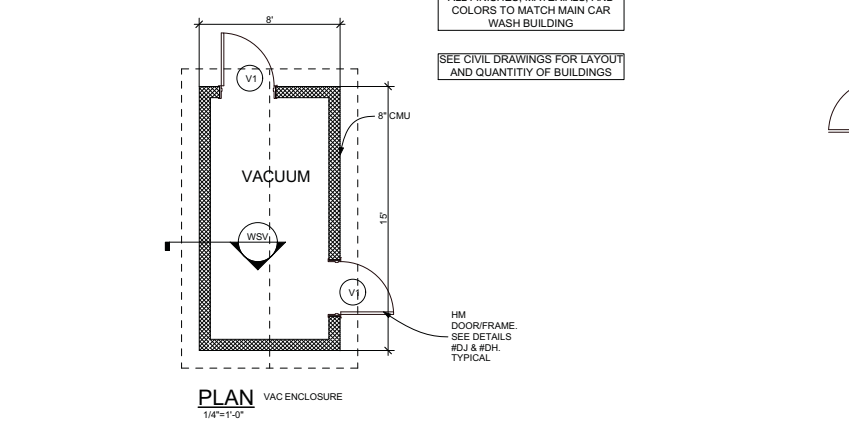 ALL FINISHES, MATERIALS, AND
COLORS TO MATCH MAIN CAR
WASH BUILDING
SEE CIVIL DRAWINGS FOR LAYOUT
AND QUANTITIY OF BUILDINGS
8'
V1
8" CMU
VACUUM
15'
WSV
V1
HM
DOOR/FRAME.
SEE DETAILS
#DJ & #DH.
TYPICAL
PLAN VAC ENCLOSURE
1/4"=1'-0"